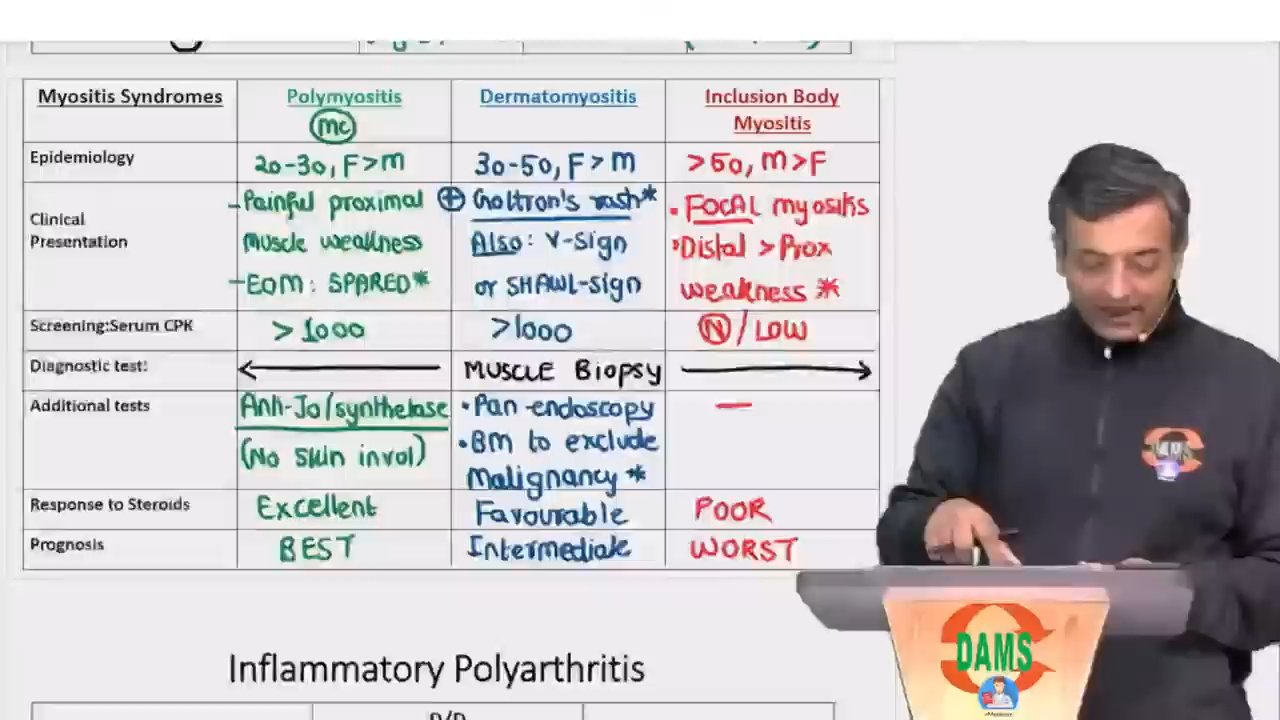 Myositis Syndromes
Polymyositis
MC
Dermatomyositis
Inclusion Body
Myositis
Epidemiology
20-30, F>M
30-50, F>M
>50, M>F
Clinical
Presentation
- Painful proximal
Muscle weakness
- EOM: SPARED*
⊕ Gottron's rash*
Also: V-sign
or SHAWL-sign
• FOCAL myositis
• Distal > Prox
weakness *
Screening:Serum CPK
>1000
>1000
Ⓝ/LOW
Diagnostic test:
MUSCLE Biopsy
Additional tests
Anti-Jo/synthetase
(No skin invol)
• Pan-endoscopy
• BM to exclude
Malignancy *
—
Response to Steroids
Excellent
Favourable
POOR
Prognosis
BEST
Intermediate
WORST
Inflammatory Polyarthritis
DAMS